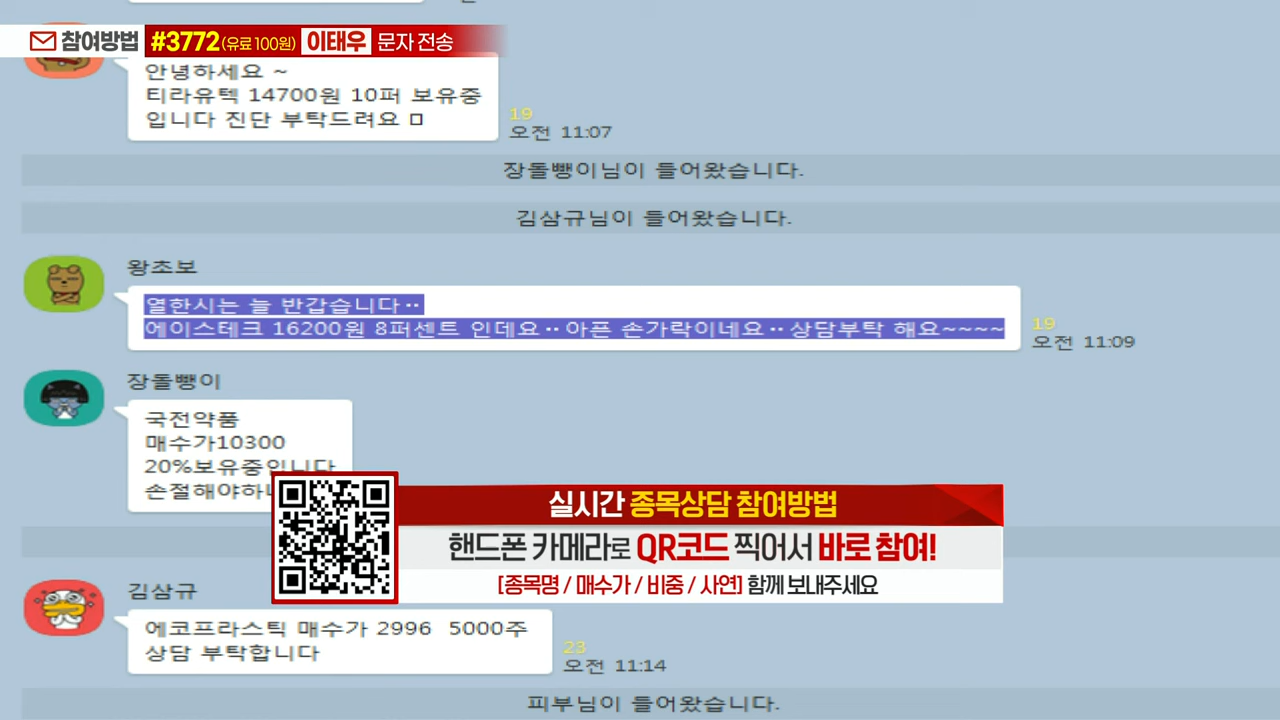 참여방법 #3772 (유료 100원) 이태우 문자 전송
안녕하세요 ~
티라유텍 14700원 10퍼 보유중
입니다 진단 부탁드려요 ㅁ
19
오전 11:07
장돌뺑이님이 들어왔습니다.
김삼규님이 들어왔습니다.
왕초보
열한시는 늘 반갑습니다··
에이스테크 16200원 8퍼센트 인데요··아픈 손가락이네요··상담부탁 해요~~~~
19
오전 11:09
장돌뺑이
국전약품
매수가10300
20%보유중입니다
손절해야하
실시간 종목상담 참여방법
핸드폰 카메라로 QR코드 찍어서 바로 참여!
[종목명 / 매수가 / 비중 / 사연] 함께 보내주세요
김삼규
에코프라스틱 매수가 2996 5000주
상담 부탁합니다
23
오전 11:14
피부님이 들어왔습니다.